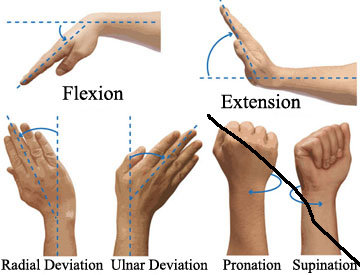 Flexion
Extension
Radial Deviation
Ulnar Deviation
Pronation
Supination